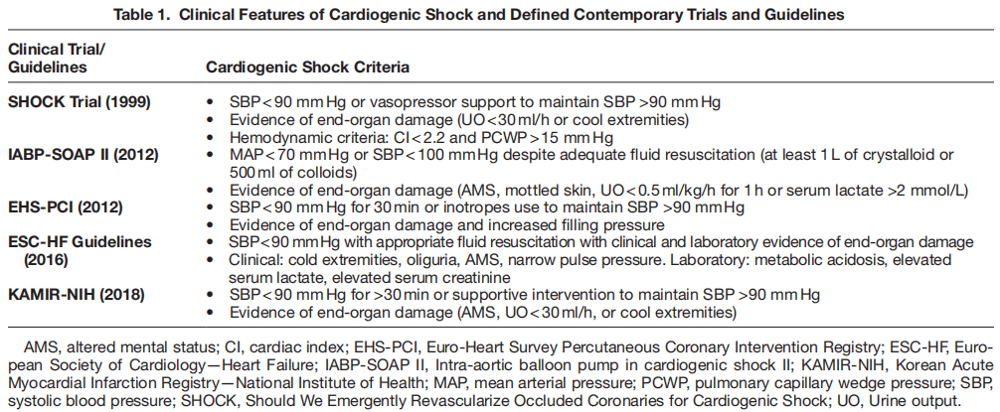 Table 1. Clinical Features of Cardiogenic Shock and Defined Contemporary Trials and Guidelines
Clinical Trial/
Guidelines Cardiogenic Shock Criteria
SHOCK Trial (1999) • SBP<90 mm Hg or vasopressor support to maintain SBP >90 mm Hg
• Evidence of end-organ damage (UO<30 ml/h or cool extremities)
• Hemodynamic criteria: CI<2.2 and PCWP>15 mm Hg
IABP-SOAP II (2012) • MAP<70 mm Hg or SBP<100 mm Hg despite adequate fluid resuscitation (at least 1 L of crystalloid or
500 ml of colloids)
• Evidence of end-organ damage (AMS, mottled skin, UO<0.5 ml/kg/h for 1 h or serum lactate >2 mmol/L)
EHS-PCI (2012) • SBP<90 mm Hg for 30 min or inotropes use to maintain SBP >90 mm Hg
• Evidence of end-organ damage and increased filling pressure
ESC-HF Guidelines • SBP<90 mm Hg with appropriate fluid resuscitation with clinical and laboratory evidence of end-organ damage
(2016) • Clinical: cold extremities, oliguria, AMS, narrow pulse pressure. Laboratory: metabolic acidosis, elevated
serum lactate, elevated serum creatinine
KAMIR-NIH (2018) • SBP<90 mm Hg for >30 min or supportive intervention to maintain SBP >90 mm Hg
• Evidence of end-organ damage (AMS, UO<30 ml/h, or cool extremities)
AMS, altered mental status; CI, cardiac index; EHS-PCI, Euro-Heart Survey Percutaneous Coronary Intervention Registry; ESC-HF, Euro-
pean Society of Cardiology—Heart Failure; IABP-SOAP II, Intra-aortic balloon pump in cardiogenic shock II; KAMIR-NIH, Korean Acute
Myocardial Infarction Registry—National Institute of Health; MAP, mean arterial pressure; PCWP, pulmonary capillary wedge pressure; SBP,
systolic blood pressure; SHOCK, Should We Emergently Revascularize Occluded Coronaries for Cardiogenic Shock; UO, Urine output.